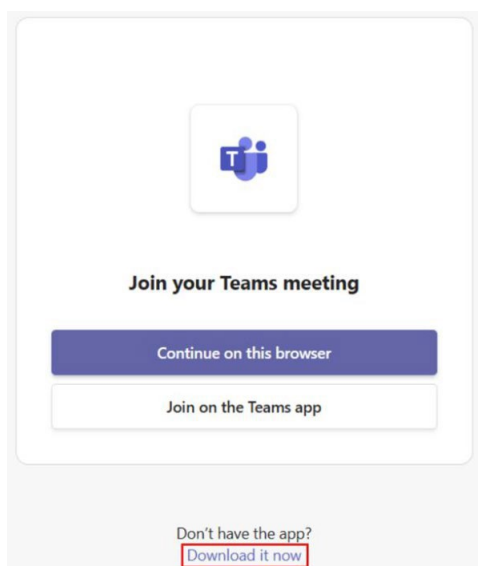 T
Join your Teams meeting
Continue on this browser
Join on the Teams app
Don't have the app?
Download it now